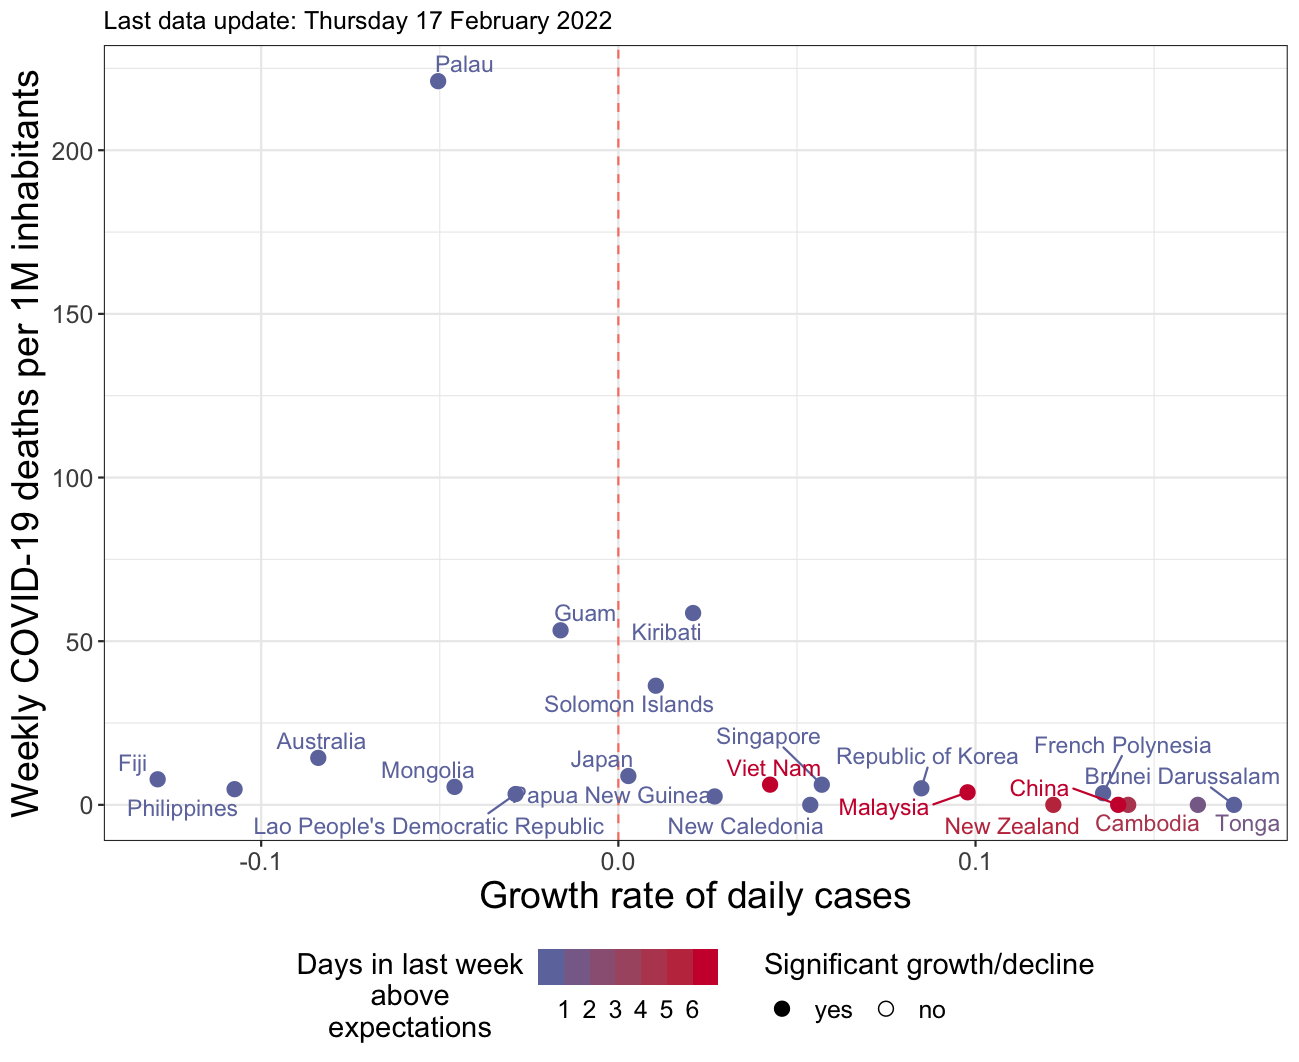 Last data update: Thursday 17 February 2022
Weekly COVID-19 deaths per 1M inhabitants
200
150
100
50
0
Palau
Guam
Kiribati
Solomon Islands
Singapore
Fiji
Australia
Mongolia
Japan
Viet Nam
Republic of Korea
French Polynesia
Brunei Darussalam
China
Philippines
Papua New Guinea
Malaysia
Lao People's Democratic Republic
New Caledonia
New Zealand
Cambodia
Tonga
-0.1
0.0
0.1
Growth rate of daily cases
Days in last week
above
expectations
1 2 3 4 5 6
Significant growth/decline
yes no